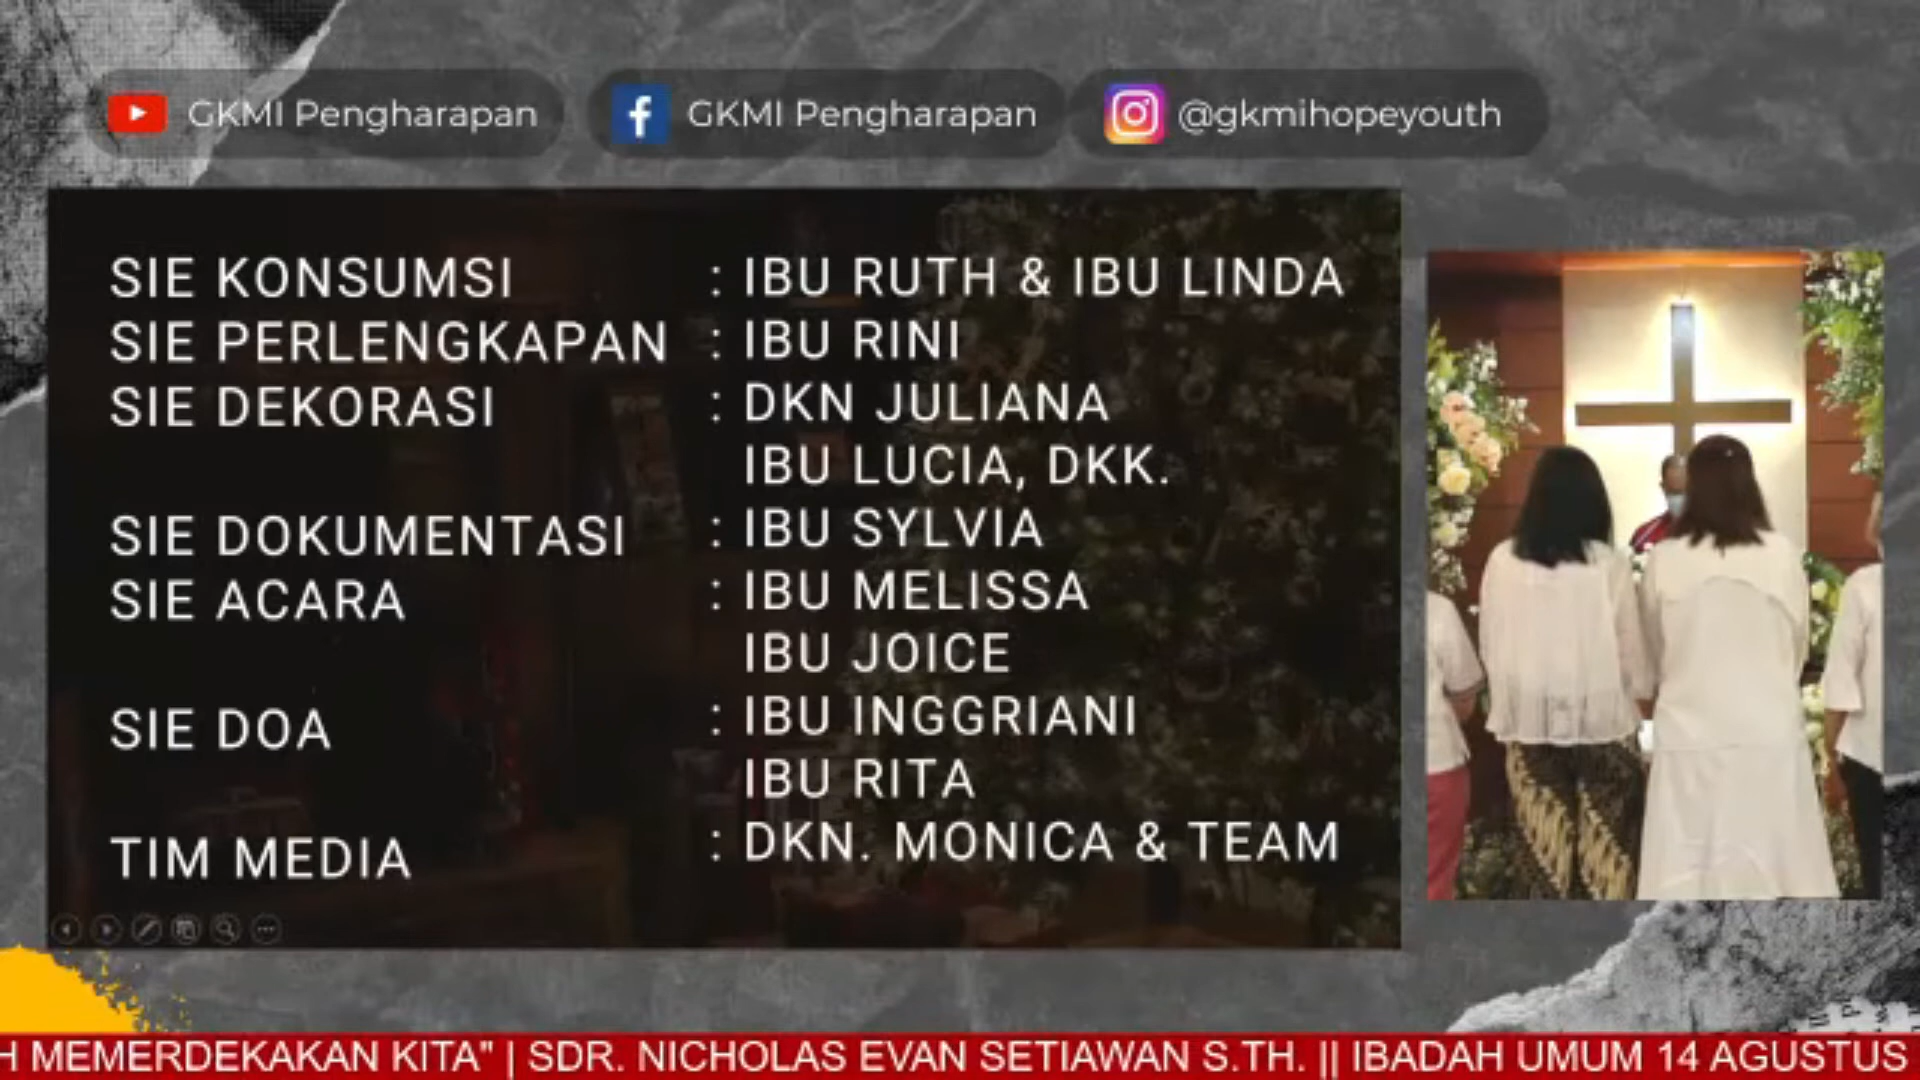 GKMI Pengharapan
GKMI Pengharapan
@gkmihopeyouth
SIE KONSUMSI : IBU RUTH & IBU LINDA
SIE PERLENGKAPAN : IBU RINI
SIE DEKORASI : DKN JULIANA
IBU LUCIA, DKK.
SIE DOKUMENTASI : IBU SYLVIA
SIE ACARA : IBU MELISSA
IBU JOICE
SIE DOA : IBU INGGRIANI
IBU RITA
TIM MEDIA : DKN. MONICA & TEAM
H MEMERDEKAKAN KITA" | SDR. NICHOLAS EVAN SETIAWAN S.TH. || IBADAH UMUM 14 AGUSTUS